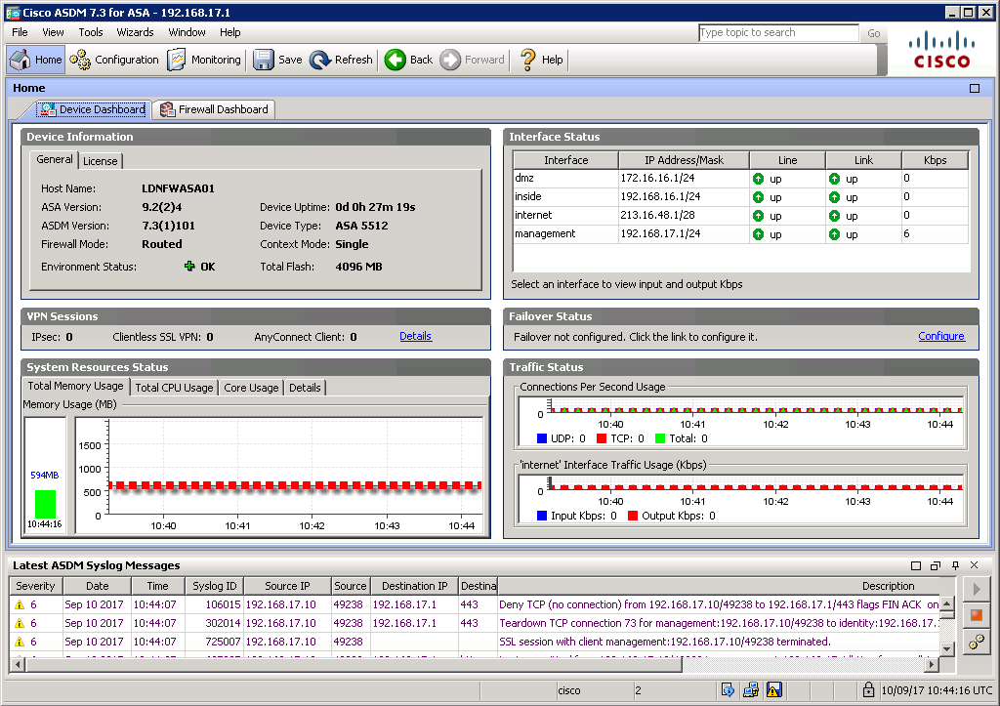 Cisco ASDM 7.3 for ASA - 192.168.17.1
File View Tools Wizards Window Help
Type topic to search Go
Home Configuration Monitoring Save Refresh Back Forward Help
CISCO
Home
Device Dashboard Firewall Dashboard
Device Information
General License
Host Name: LDNFWASA01
ASA Version: 9.2(2)4 Device Uptime: 0d 0h 27m 19s
ASDM Version: 7.3(1)101 Device Type: ASA 5512
Firewall Mode: Routed Context Mode: Single
Environment Status: OK Total Flash: 4096 MB
Interface Status
Interface IP Address/Mask Line Link Kbps
dmz 172.16.16.1/24 up up 0
inside 192.168.16.1/24 up up 0
internet 213.16.48.1/28 up up 0
management 192.168.17.1/24 up up 6
Select an interface to view input and output Kbps
VPN Sessions
IPsec: 0 Clientless SSL VPN: 0 AnyConnect Client: 0 Details
Failover Status
Failover not configured. Click the link to configure it. Configure
System Resources Status
Total Memory Usage Total CPU Usage Core Usage Details
Memory Usage (MB)
594MB
10:44:16
1500
1000
500
0
10:40 10:41 10:42 10:43 10:44
Traffic Status
Connections Per Second Usage
0
10:40 10:41 10:42 10:43 10:44
UDP: 0 TCP: 0 Total: 0
'internet' Interface Traffic Usage (Kbps)
0
10:40 10:41 10:42 10:43 10:44
Input Kbps: 0 Output Kbps: 0
Latest ASDM Syslog Messages
Severity Date Time Syslog ID Source IP Source Destination IP Destina Description
6 Sep 10 2017 10:44:07 106015 192.168.17.10 49238 192.168.17.1 443 Deny TCP (no connection) from 192.168.17.10/49238 to 192.168.17.1/443 flags FIN ACK on
6 Sep 10 2017 10:44:07 302014 192.168.17.10 49238 192.168.17.1 443 Teardown TCP connection 73 for management:192.168.17.10/49238 to identity:192.168.17.1
6 Sep 10 2017 10:44:07 725007 192.168.17.10 49238 SSL session with client management:192.168.17.10/49238 terminated.
cisco 2 10/09/17 10:44:16 UTC